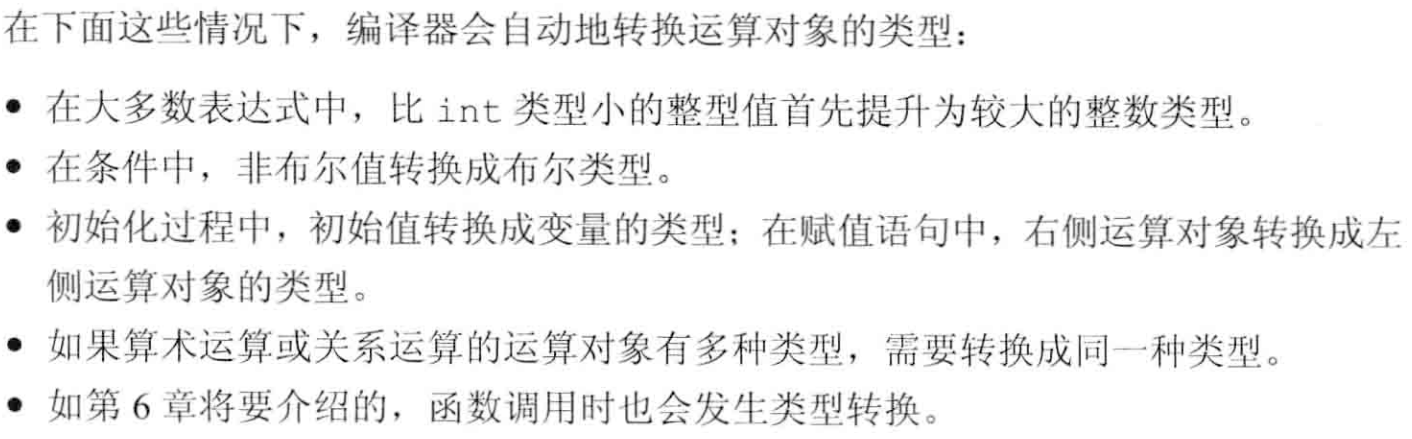 在下面这些情况下，编译器会自动地转换运算对象的类型：
● 在大多数表达式中，比 int 类型小的整型值首先提升为较大的整数类型。
● 在条件中，非布尔值转换成布尔类型。
● 初始化过程中，初始值转换成变量的类型；在赋值语句中，右侧运算对象转换成左
侧运算对象的类型。
● 如果算术运算或关系运算的运算对象有多种类型，需要转换成同一种类型。
● 如第 6 章将要介绍的，函数调用时也会发生类型转换。